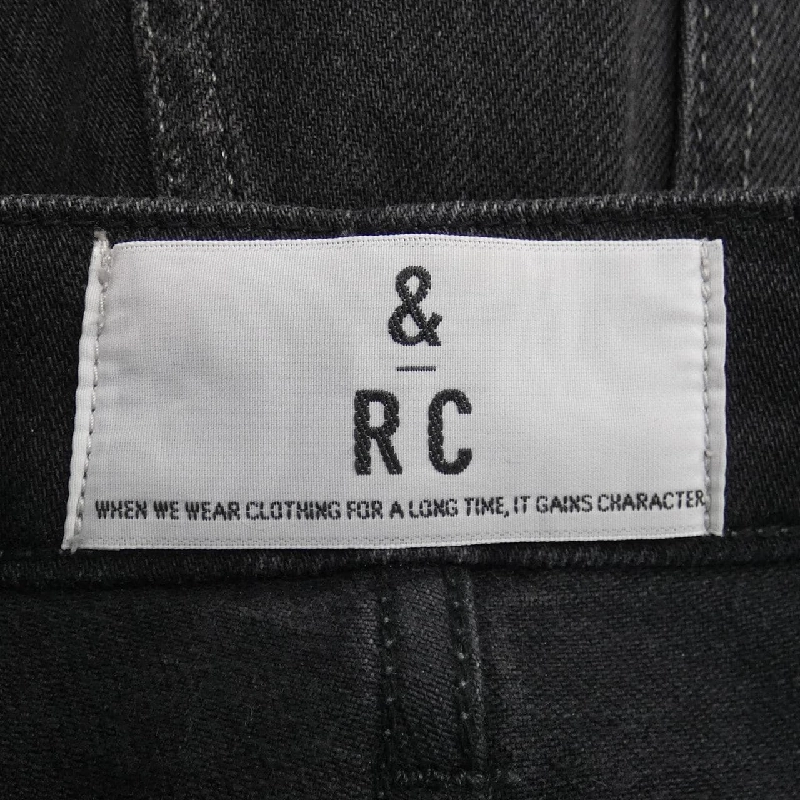 &
RC
WHEN WE WEAR CLOTHING FOR A LONG TIME, IT GAINS CHARACTER